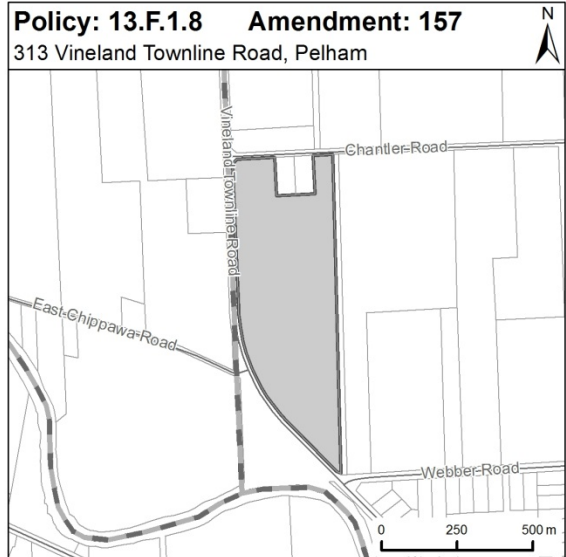 Policy: 13.F.1.8 Amendment: 157
313 Vineland Townline Road, Pelham
N
Chantler Road
Vineland Townline Road
East Chippawa Road
Webber Road
0 250 500 m